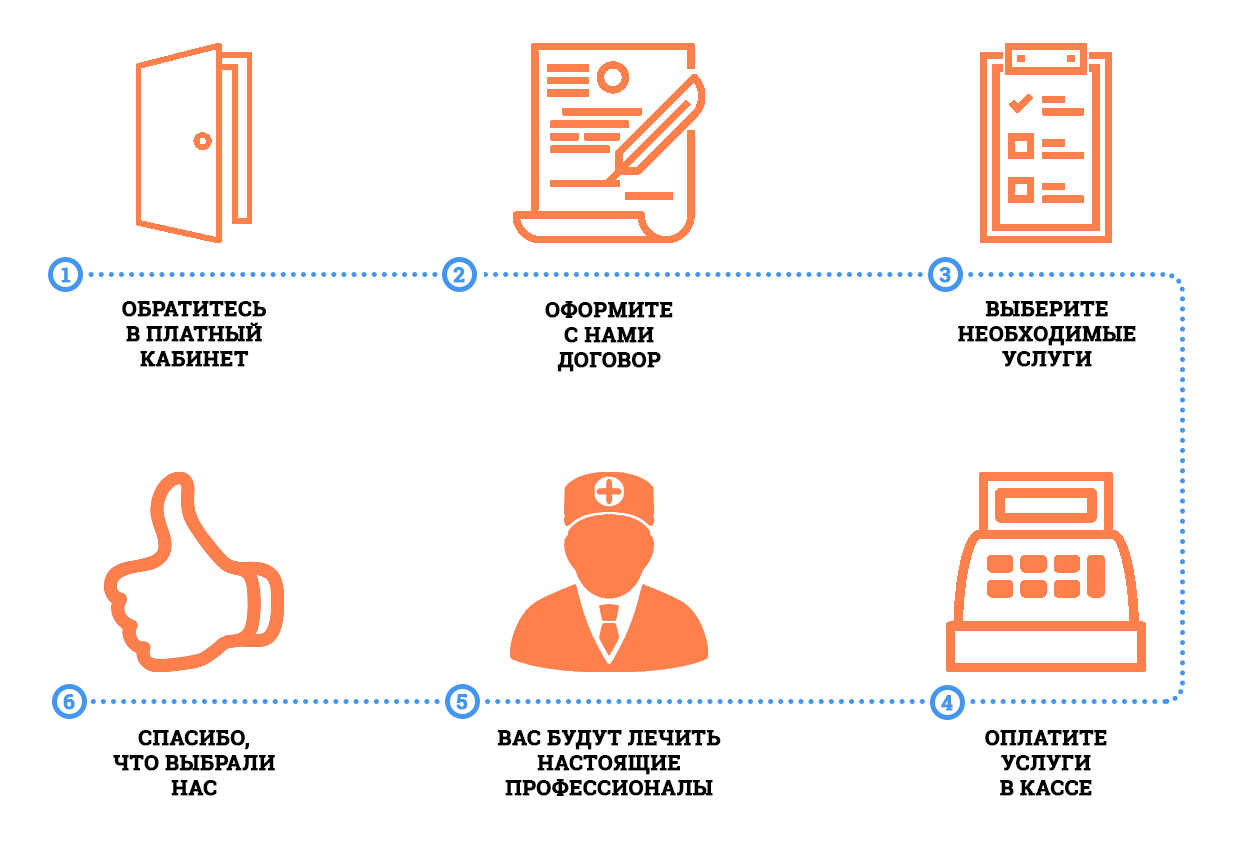 1
ОБРАТИТЕСЬ
В ПЛАТНЫЙ
КАБИНЕТ
2
ОФОРМИТЕ
С НАМИ
ДОГОВОР
3
ВЫБЕРИТЕ
НЕОБХОДИМЫЕ
УСЛУГИ
4
ОПЛАТИТЕ
УСЛУГИ
В КАССЕ
5
ВАС БУДУТ ЛЕЧИТЬ
НАСТОЯЩИЕ
ПРОФЕССИОНАЛЫ
6
СПАСИБО,
ЧТО ВЫБРАЛИ
НАС